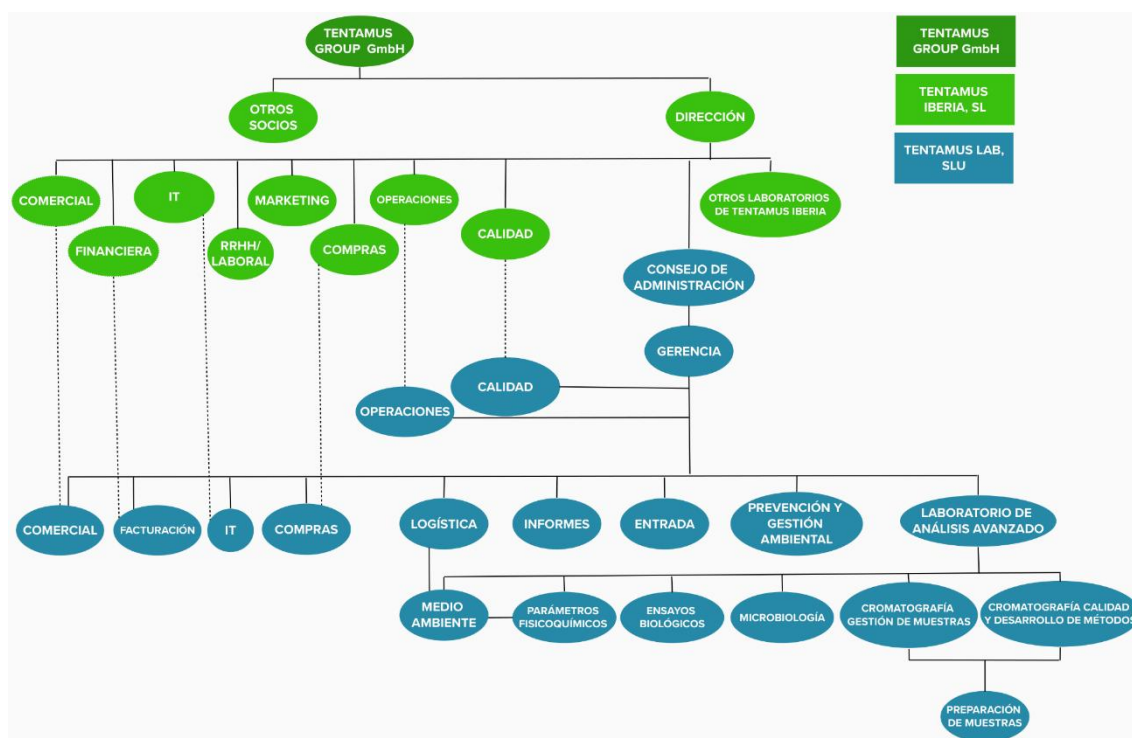 TENTAMUS
GROUP GmbH
TENTAMUS
GROUP GmbH
TENTAMUS
IBERIA, SL
TENTAMUS LAB,
SLU
OTROS
SOCIOS
DIRECCIÓN
COMERCIAL
FINANCIERA
IT
RRHH/
LABORAL
MARKETING
COMPRAS
OPERACIONES
CALIDAD
OTROS LABORATORIOS
DE TENTAMUS IBERIA
CONSEJO DE
ADMINISTRACIÓN
GERENCIA
CALIDAD
OPERACIONES
COMERCIAL
FACTURACIÓN
IT
COMPRAS
LOGÍSTICA
INFORMES
ENTRADA
PREVENCIÓN Y
GESTIÓN
AMBIENTAL
LABORATORIO DE
ANÁLISIS AVANZADO
MEDIO
AMBIENTE
PARÁMETROS
FISICOQUÍMICOS
ENSAYOS
BIOLÓGICOS
MICROBIOLOGÍA
CROMATOGRAFÍA
GESTIÓN DE MUESTRAS
CROMATOGRAFÍA CALIDAD
Y DESARROLLO DE MÉTODOS
PREPARACIÓN
DE MUESTRAS